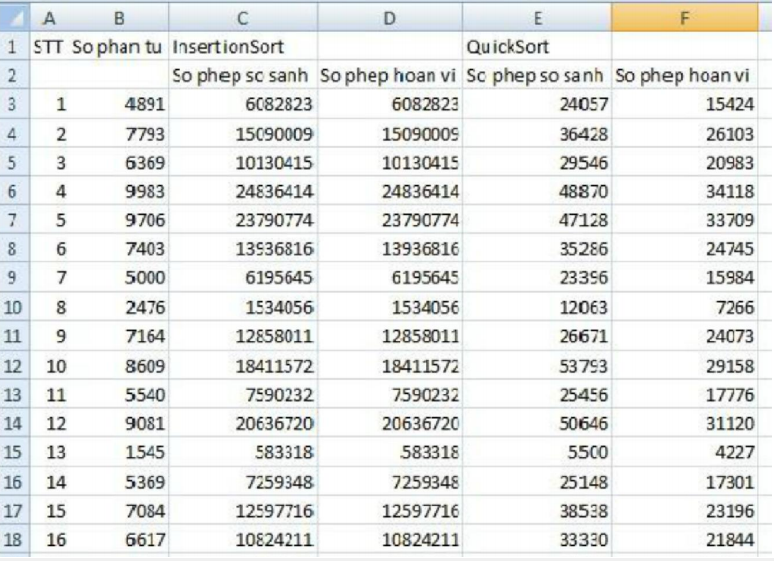 A B C D E F
1 STT So phan tu InsertionSort QuickSort
2 So phep so sanh So phep hoan vi So phep so sanh So phep hoan vi
3 1 4891 6082823 6082823 24057 15424
4 2 7793 15090009 15090009 36428 26103
5 3 6369 10130415 10130415 29546 20983
6 4 9983 24836414 24836414 48870 34118
7 5 9706 23790774 23790774 47128 33709
8 6 7403 13936816 13936816 35286 24745
9 7 5000 6195645 6195645 23396 15984
10 8 2476 1534056 1534056 12063 7266
11 9 7164 12858011 12858011 26671 24073
12 10 8609 18411572 18411572 53793 29158
13 11 5540 7590232 7590232 25456 17776
14 12 9081 20636720 20636720 50646 31120
15 13 1545 583318 583318 5500 4227
16 14 5369 7259348 7259348 25148 17301
17 15 7084 12597716 12597716 38538 23196
18 16 6617 10824211 10824211 33330 21844